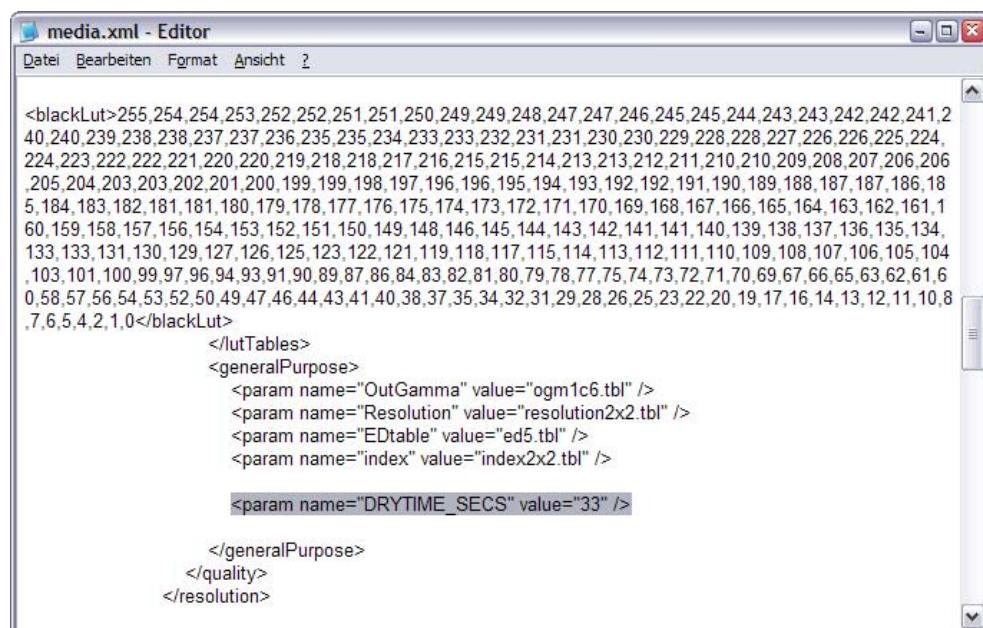 media.xml - Editor
Datei Bearbeiten Format Ansicht ?
<blackLut>255,254,254,253,252,252,251,251,250,249,249,248,247,247,246,245,245,244,243,243,242,242,241,2
40,240,239,238,238,237,237,236,235,235,234,233,233,232,231,231,230,230,229,228,228,227,226,226,225,224,
224,223,222,222,221,220,220,219,218,218,217,216,215,215,214,213,213,212,211,210,210,209,208,207,206,206
,205,204,203,203,202,201,200,199,199,198,197,196,196,195,194,193,192,192,191,190,189,188,187,187,186,18
5,184,183,182,181,181,180,179,178,177,176,175,174,173,172,171,170,169,168,167,166,165,164,163,162,161,1
60,159,158,157,156,154,153,152,151,150,149,148,146,145,144,143,142,141,141,140,139,138,137,136,135,134,
133,133,131,130,129,127,126,125,123,122,121,119,118,117,115,114,113,112,111,110,109,108,107,106,105,104
,103,101,100,99,97,96,94,93,91,90,89,87,86,84,83,82,81,80,79,78,77,75,74,73,72,71,70,69,67,66,65,63,62,61,6
0,58,57,56,54,53,52,50,49,47,46,44,43,41,40,38,37,35,34,32,31,29,28,26,25,23,22,20,19,17,16,14,13,12,11,10,8
,7,6,5,4,2,1,0</blackLut>
</lutTables>
<generalPurpose>
<param name="OutGamma" value="ogm1c6.tbl" />
<param name="Resolution" value="resolution2x2.tbl" />
<param name="EDtable" value="ed5.tbl" />
<param name="index" value="index2x2.tbl" />
<param name="DRYTIME_SECS" value="33" />
</generalPurpose>
</quality>
</resolution>